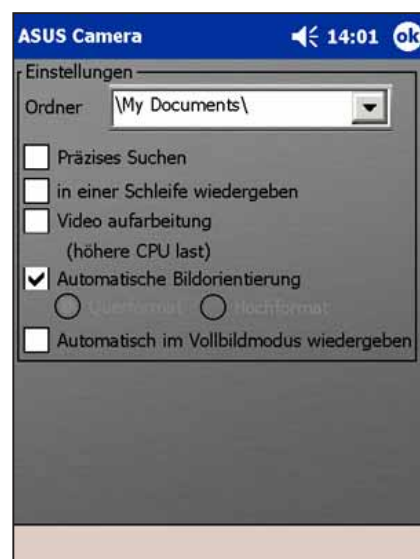 ASUS Camera 14:01 ok
Einstellungen
Ordner \My Documents\
Präzises Suchen
in einer Schleife wiedergeben
Video aufarbeitung
(höhere CPU last)
Automatische Bildorientierung
Querformat Hochformat
Automatisch im Vollbildmodus wiedergeben